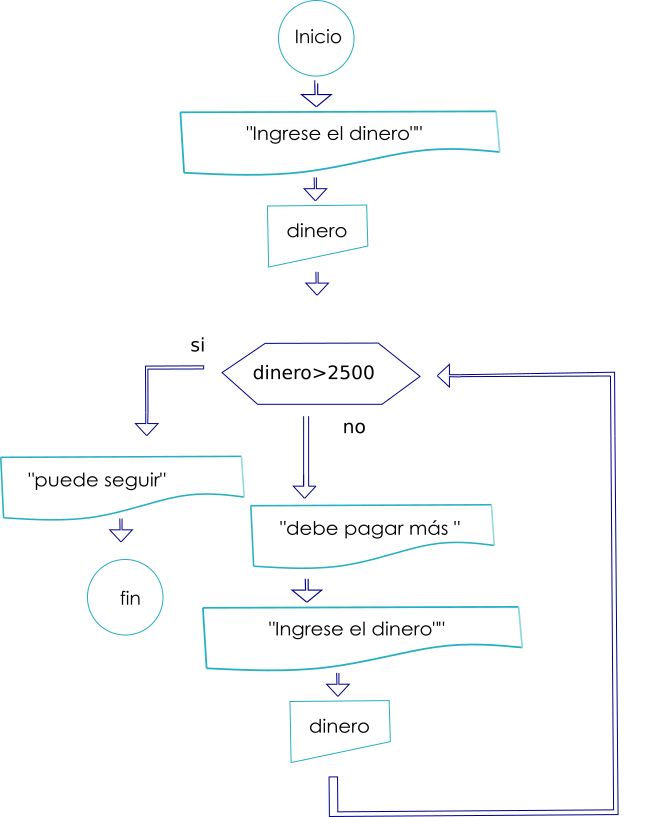 Inicio
"Ingrese el dinero""
dinero
dinero>2500
si
no
"puede seguir"
fin
"debe pagar más "
"Ingrese el dinero""
dinero